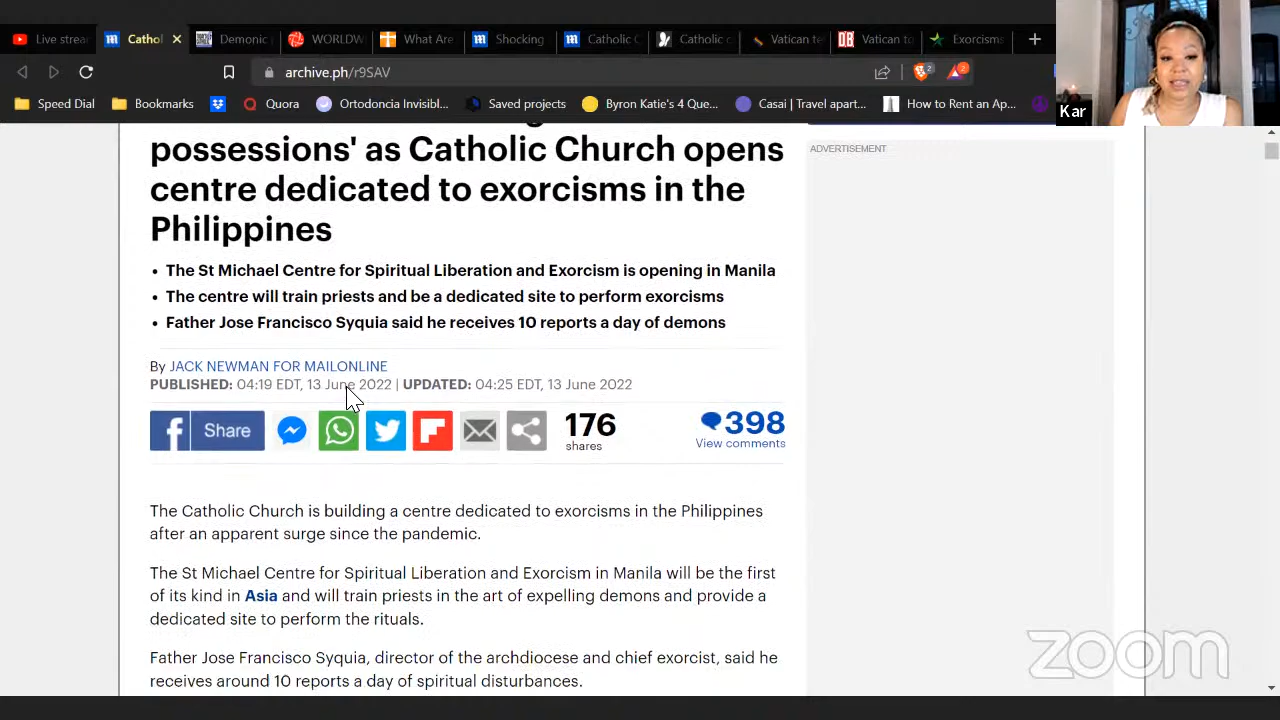 Live strea
Cathol
Demonic
WORLDW
What Are
Shocking
Catholic C
Catholic c
Vatican te
Vatican to
Exorcisms
archive.ph/r9SAV
2
2
Speed Dial
Bookmarks
Quora
Ortodoncia Invisibl...
Saved projects
Byron Katie's 4 Que...
Casai | Travel apart...
How to Rent an Ap...
Kar
possessions' as Catholic Church opens
centre dedicated to exorcisms in the
Philippines
• The St Michael Centre for Spiritual Liberation and Exorcism is opening in Manila
• The centre will train priests and be a dedicated site to perform exorcisms
• Father Jose Francisco Syquia said he receives 10 reports a day of demons
By JACK NEWMAN FOR MAILONLINE
PUBLISHED: 04:19 EDT, 13 June 2022 | UPDATED: 04:25 EDT, 13 June 2022
Share
176
shares
398
View comments
The Catholic Church is building a centre dedicated to exorcisms in the Philippines
after an apparent surge since the pandemic.
The St Michael Centre for Spiritual Liberation and Exorcism in Manila will be the first
of its kind in Asia and will train priests in the art of expelling demons and provide a
dedicated site to perform the rituals.
Father Jose Francisco Syquia, director of the archdiocese and chief exorcist, said he
receives around 10 reports a day of spiritual disturbances.
ADVERTISEMENT
zoom